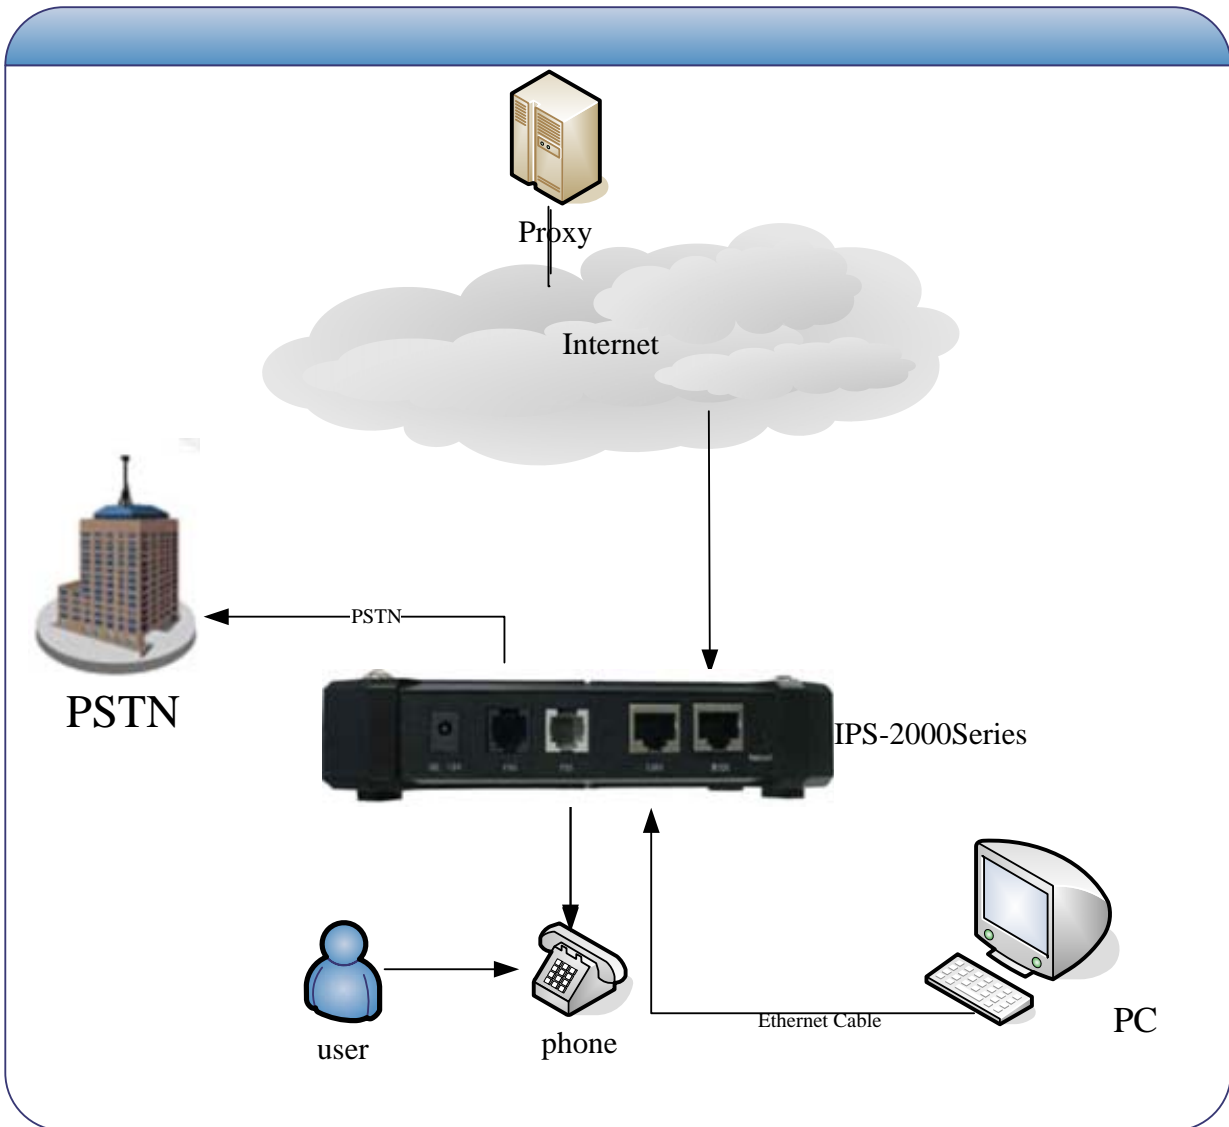 Proxy
Internet
PSTN
PSTN
IPS-2000Series
Ethernet Cable
PC
user
phone